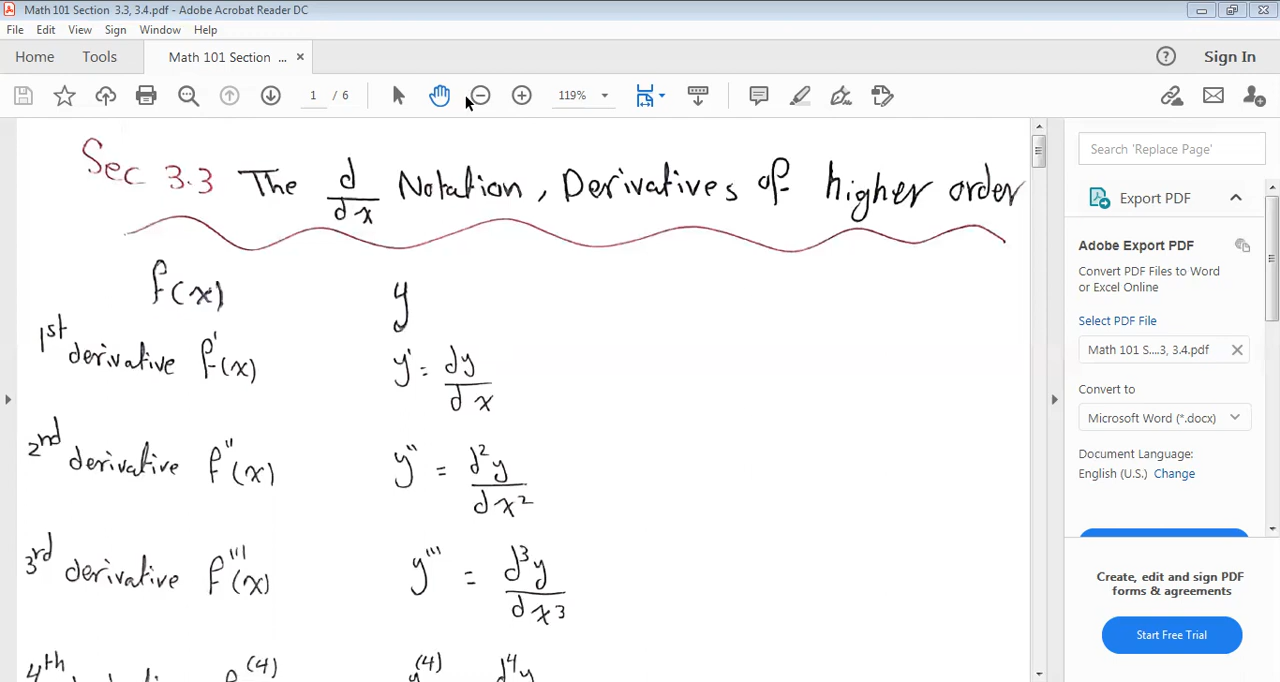 Math 101 Section 3.3, 3.4.pdf - Adobe Acrobat Reader DC
File Edit View Sign Window Help
Home Tools Math 101 Section ... × Sign In
1 / 6 119%
Sec 3.3 The d/dx Notation, Derivatives of higher order
f(x) y
1st derivative f'(x) y' = dy/dx
2nd derivative f''(x) y'' = d²y/dx²
3rd derivative f'''(x) y''' = d³y/dx³
4th f(4) y(4) d⁴y
Search 'Replace Page'
Export PDF
Adobe Export PDF
Convert PDF Files to Word
or Excel Online
Select PDF File
Math 101 S....3, 3.4.pdf
Convert to
Microsoft Word (*.docx)
Document Language:
English (U.S.) Change
Create, edit and sign PDF
forms & agreements
Start Free Trial